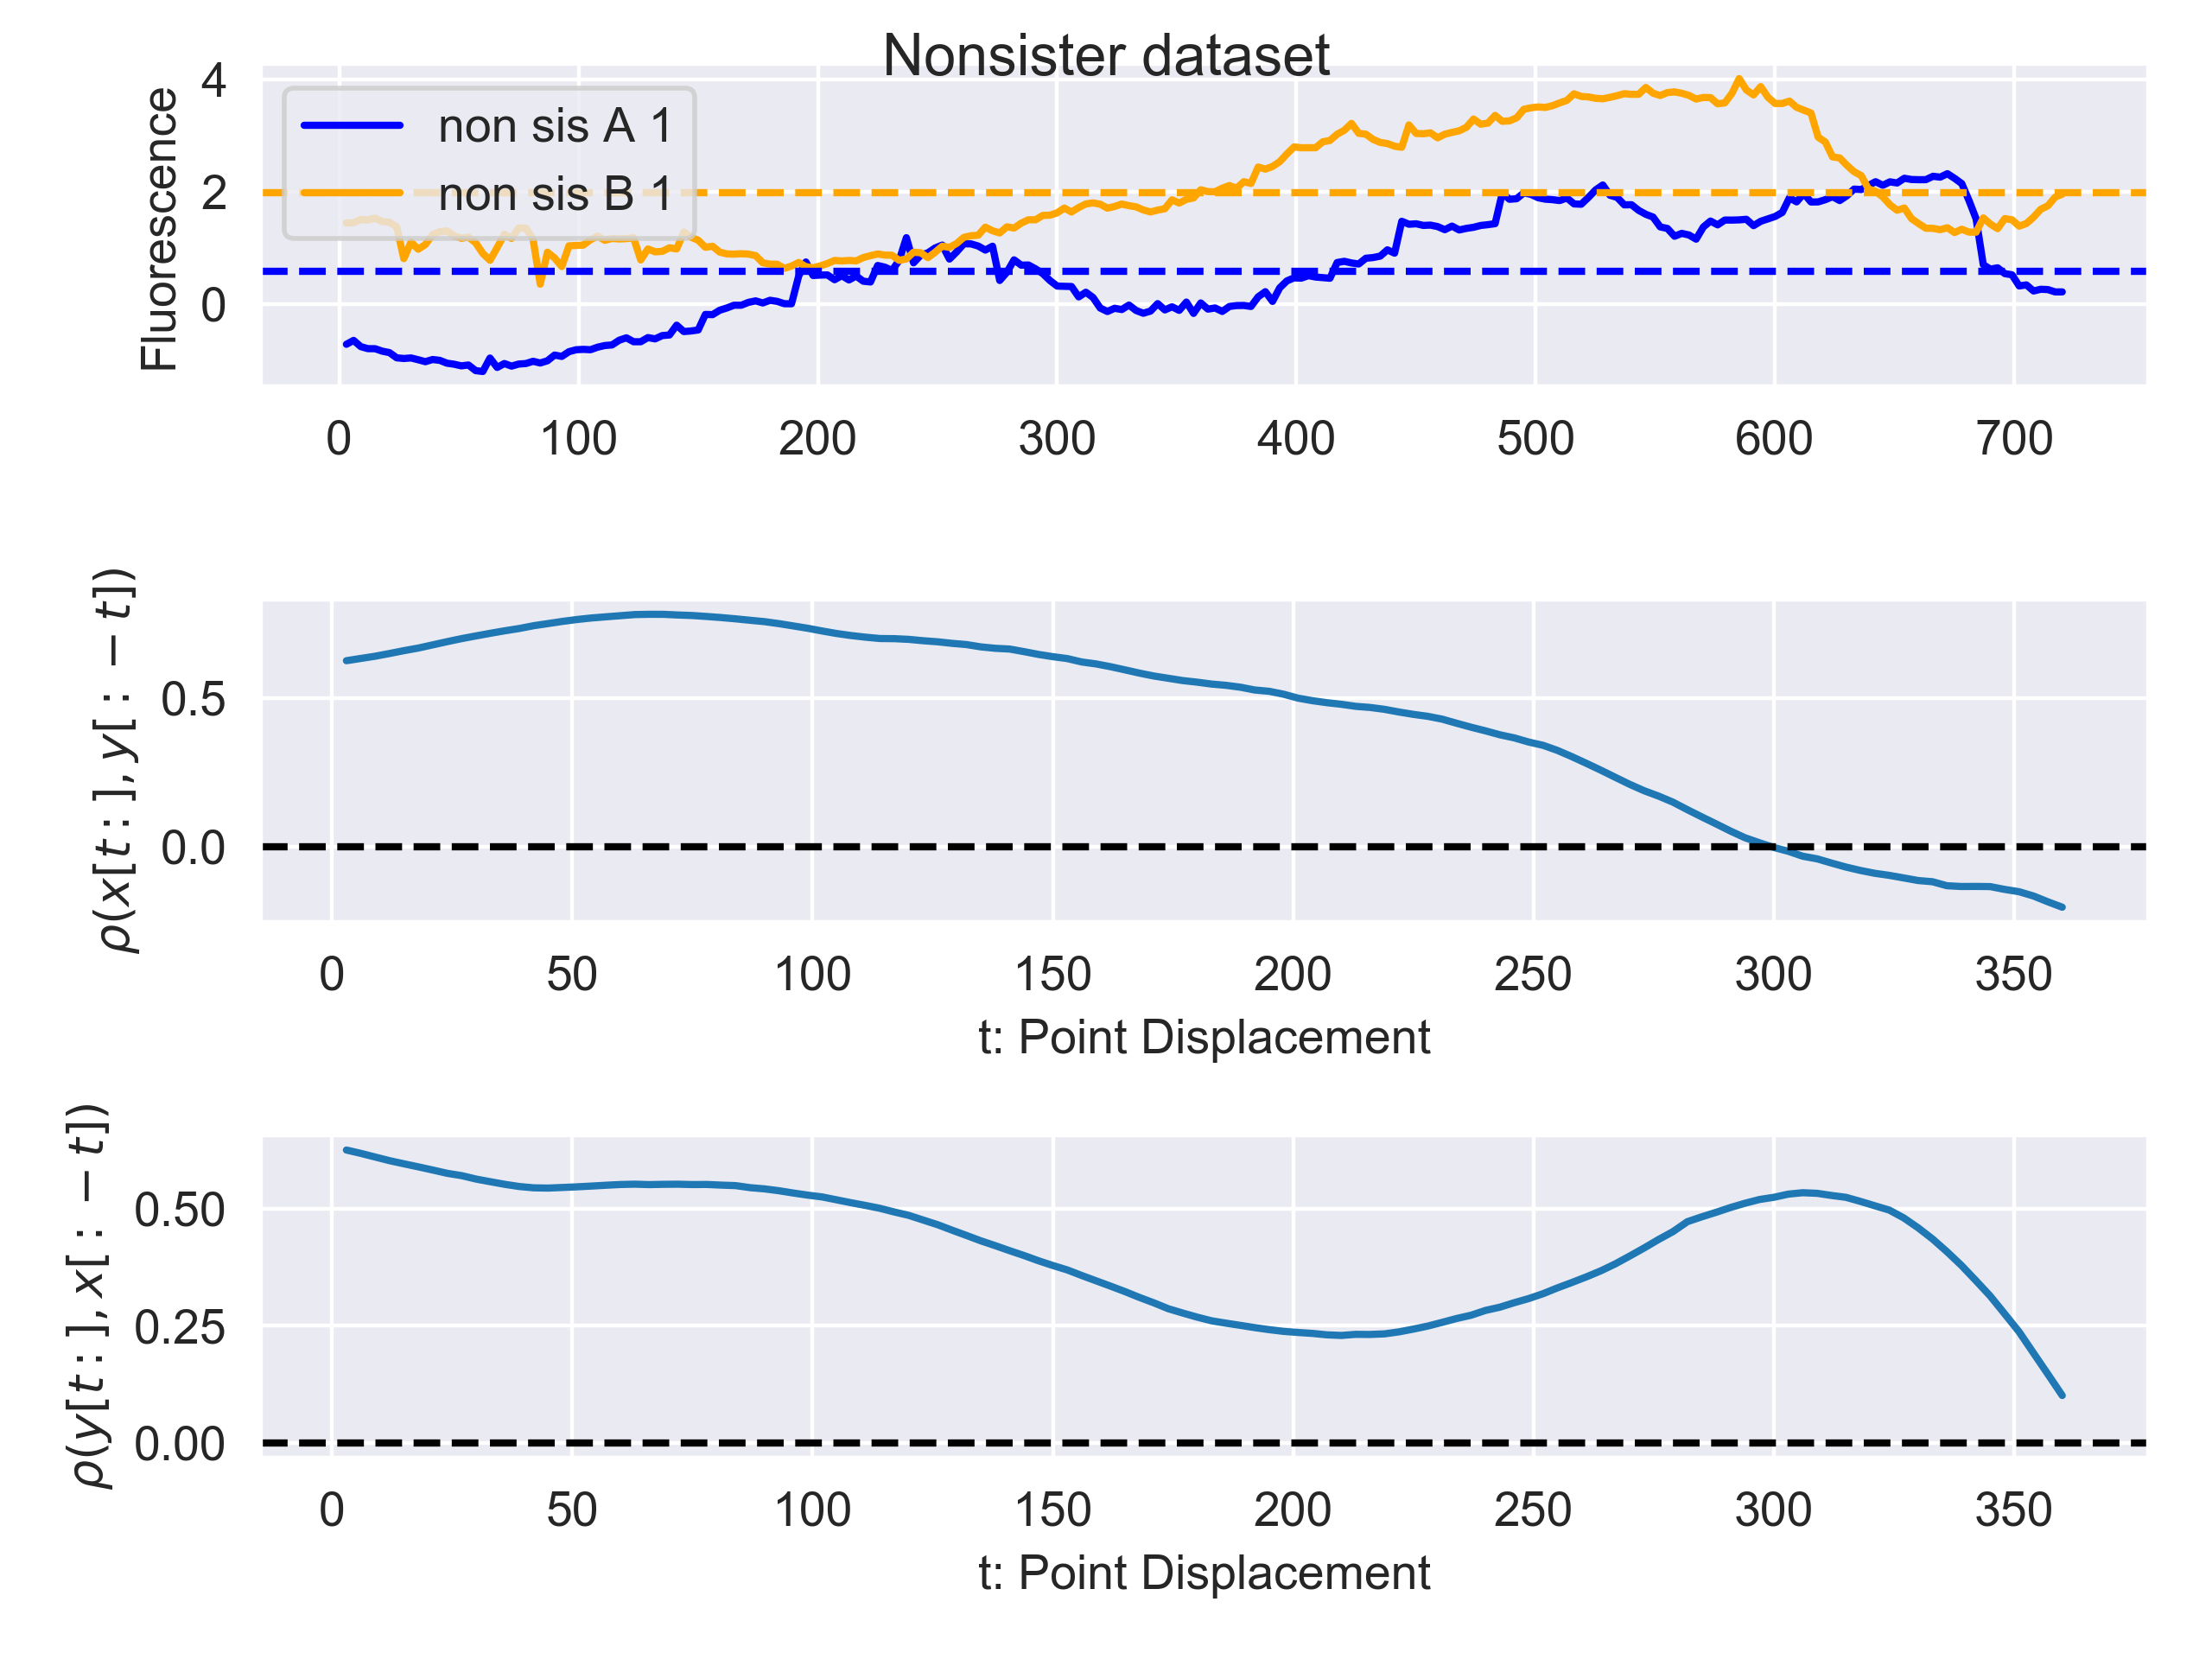 Nonsister dataset
Fluorescence
4
2
0
non sis A 1
non sis B 1
0 100 200 300 400 500 600 700
ρ(x[t:], y[: − t])
0.5
0.0
0 50 100 150 200 250 300 350
t: Point Displacement
ρ(y[t:], x[: − t])
0.50
0.25
0.00
0 50 100 150 200 250 300 350
t: Point Displacement